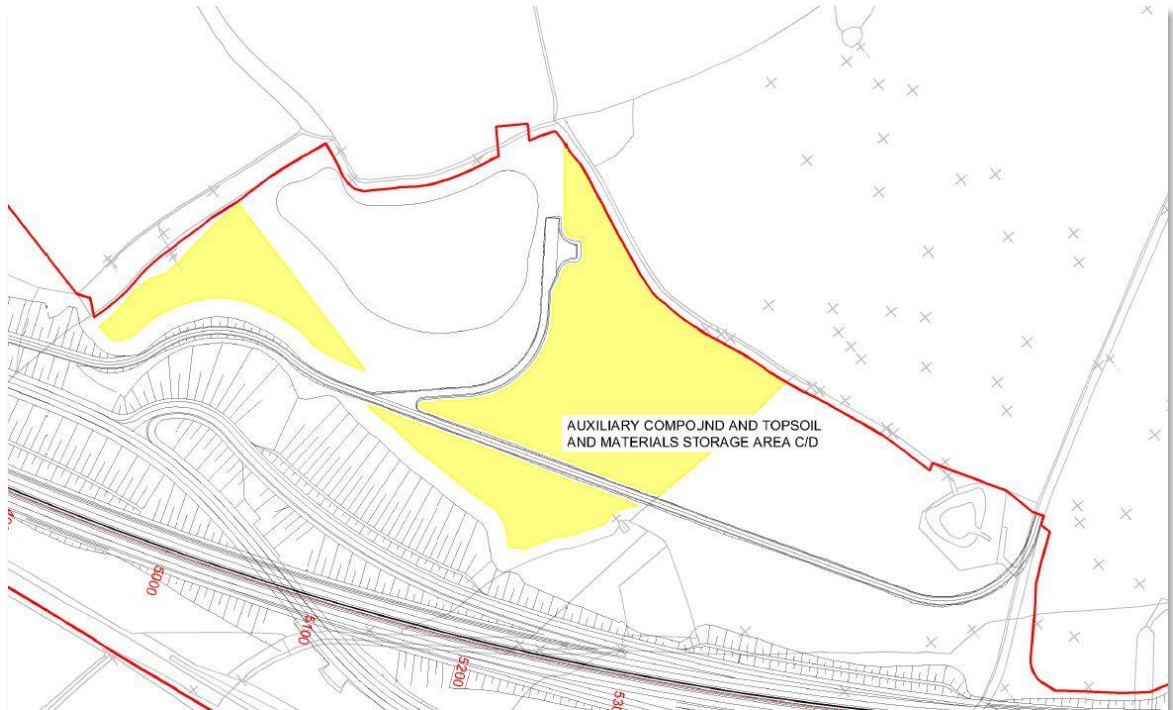 AUXILIARY COMPOJND AND TOPSOIL
AND MATERIALS STORAGE AREA C/D
5000
5100
5200